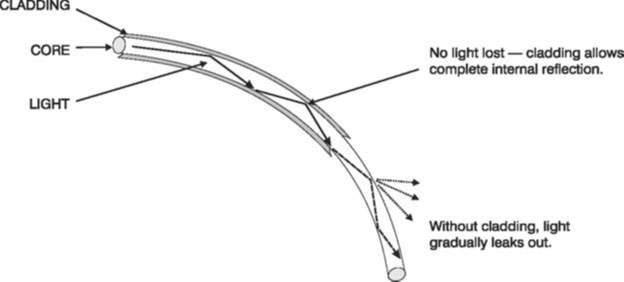 CLADDING
CORE
LIGHT
No light lost — cladding allows
complete internal reflection.
Without cladding, light
gradually leaks out.